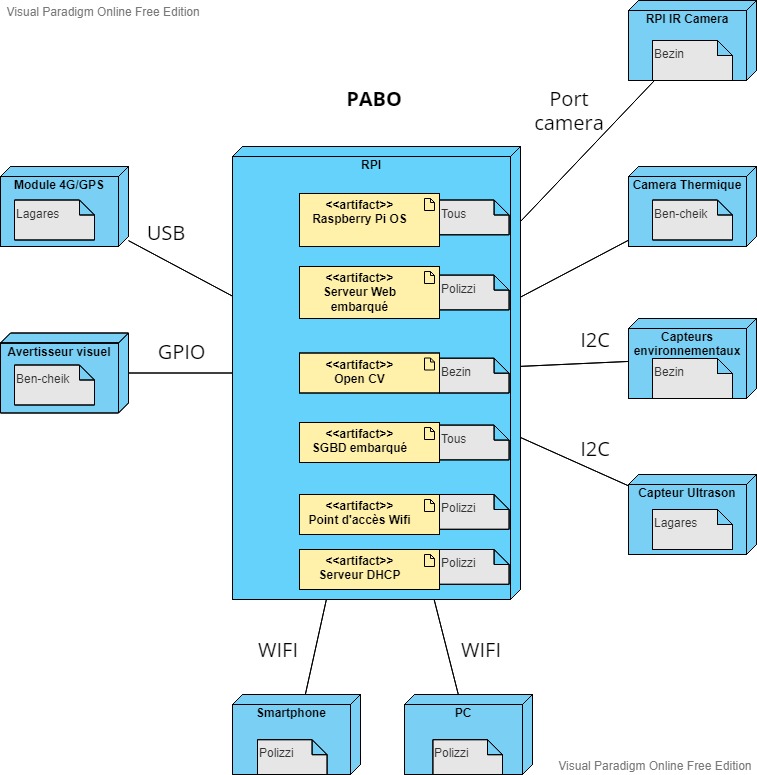 Visual Paradigm Online Free Edition
RPI IR Camera
Bezin
PABO
Port
camera
RPI
Module 4G/GPS
Lagares
USB
Camera Thermique
Ben-cheik
<<artifact>>
Raspberry Pi OS
Tous
<<artifact>>
Serveur Web
embarqué
Polizzi
Avertisseur visuel
Ben-cheik
GPIO
I2C
Capteurs
environnementaux
Bezin
<<artifact>>
Open CV
Bezin
<<artifact>>
SGBD embarqué
Tous
I2C
Capteur Ultrason
Lagares
<<artifact>>
Point d'accès Wifi
Polizzi
<<artifact>>
Serveur DHCP
Polizzi
WIFI
WIFI
Smartphone
Polizzi
PC
Polizzi
Visual Paradigm Online Free Edition